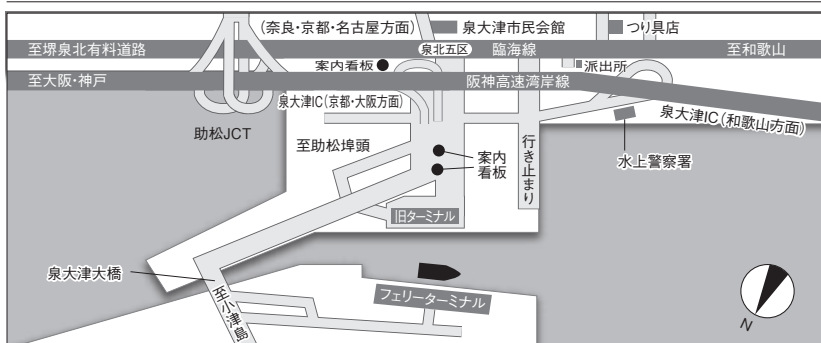 (奈良・京都・名古屋方面)
泉大津市民会館
つり具店
至堺泉北有料道路
泉北五区
臨海線
至和歌山
案内看板
派出所
至大阪・神戸
阪神高速湾岸線
泉大津IC(京都・大阪方面)
泉大津IC(和歌山方面)
助松JCT
至助松埠頭
案内
看板
行き止まり
水上警察署
旧ターミナル
泉大津大橋
至小津島
フェリーターミナル
N